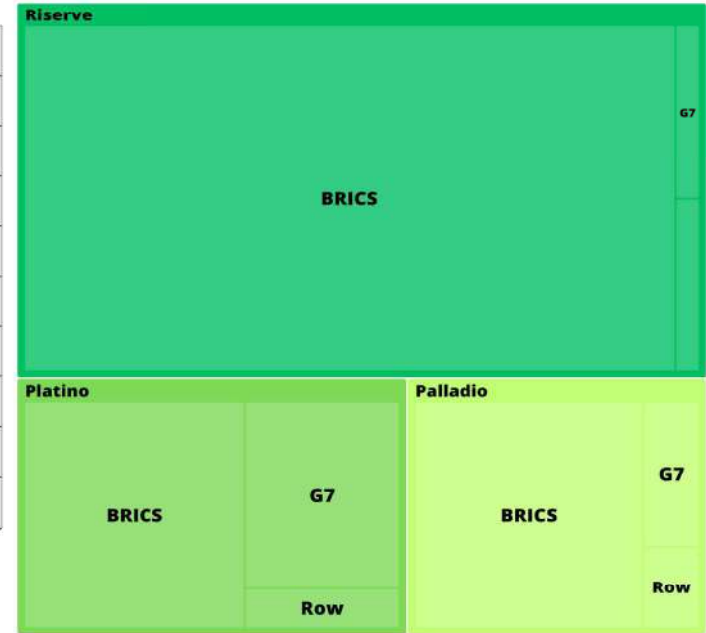 Riserve
BRICS
G7
Platino
BRICS
G7
Row
Palladio
BRICS
G7
Row